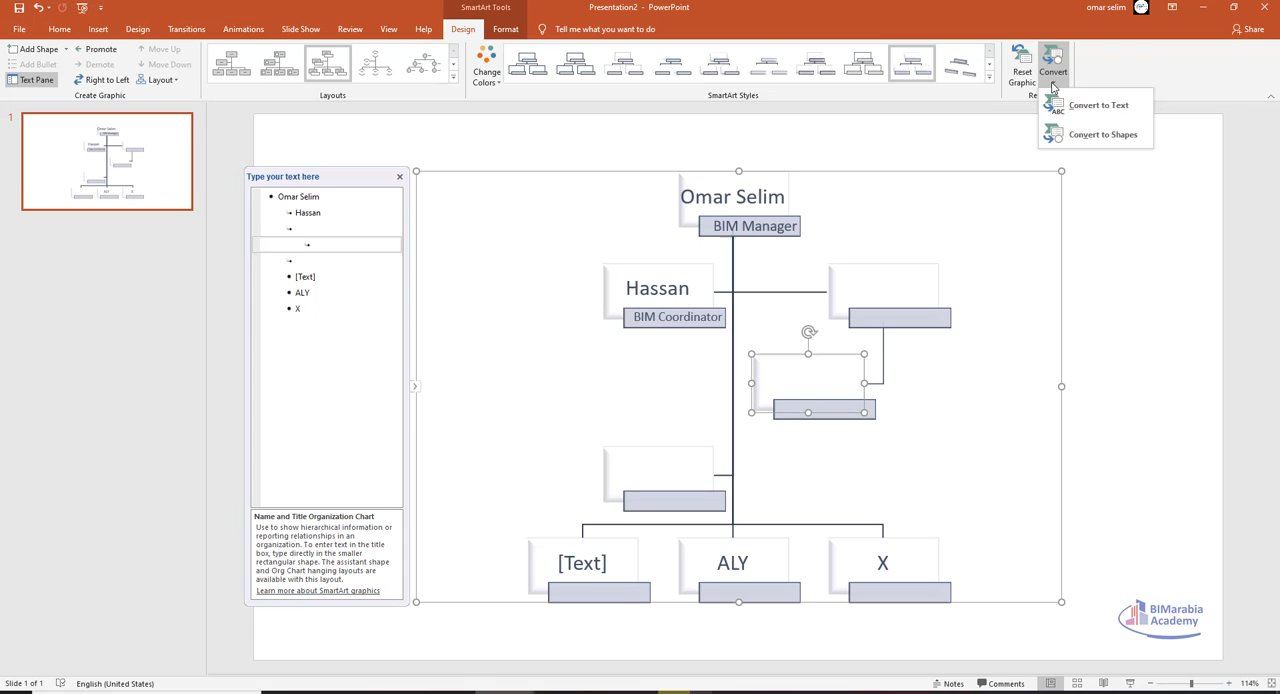 SmartArt Tools
Presentation2 - PowerPoint
omar selim
File Home Insert Design Transitions Animations Slide Show Review View Help Design Format Tell me what you want to do Share
Add Shape Promote Move Up
Add Bullet Demote Move Down
Text Pane Right to Left Layout
Create Graphic
Layouts
Change
Colors
SmartArt Styles
Reset
Graphic
Convert
Re
Convert to Text
ABC
Convert to Shapes
1
Type your text here
Omar Selim
Hassan
[Text]
ALY
X
Name and Title Organization Chart
Use to show hierarchical information or
reporting relationships in an
organization. To enter text in the title
box, type directly in the smaller
rectangular shape. The assistant shape
and Org Chart hanging layouts are
available with this layout.
Learn more about SmartArt graphics
Omar Selim
BIM Manager
Hassan
BIM Coordinator
[Text]
ALY
X
BIMarabia
Academy
Slide 1 of 1
English (United States)
Notes
Comments
114%